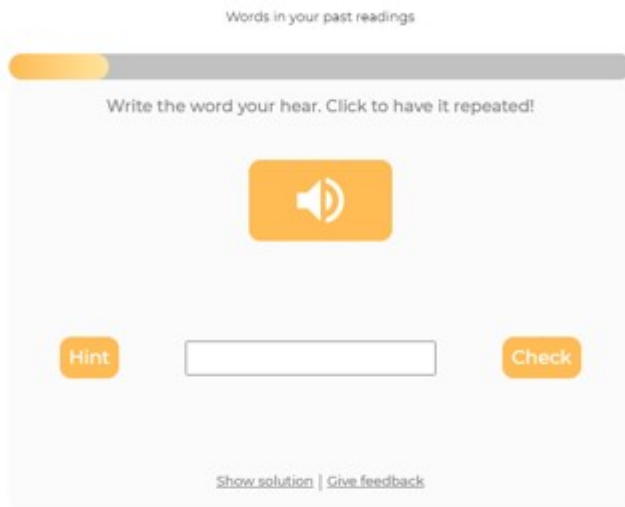 Words in your past readings
Write the word your hear. Click to have it repeated!
Hint
Check
Show solution | Give feedback